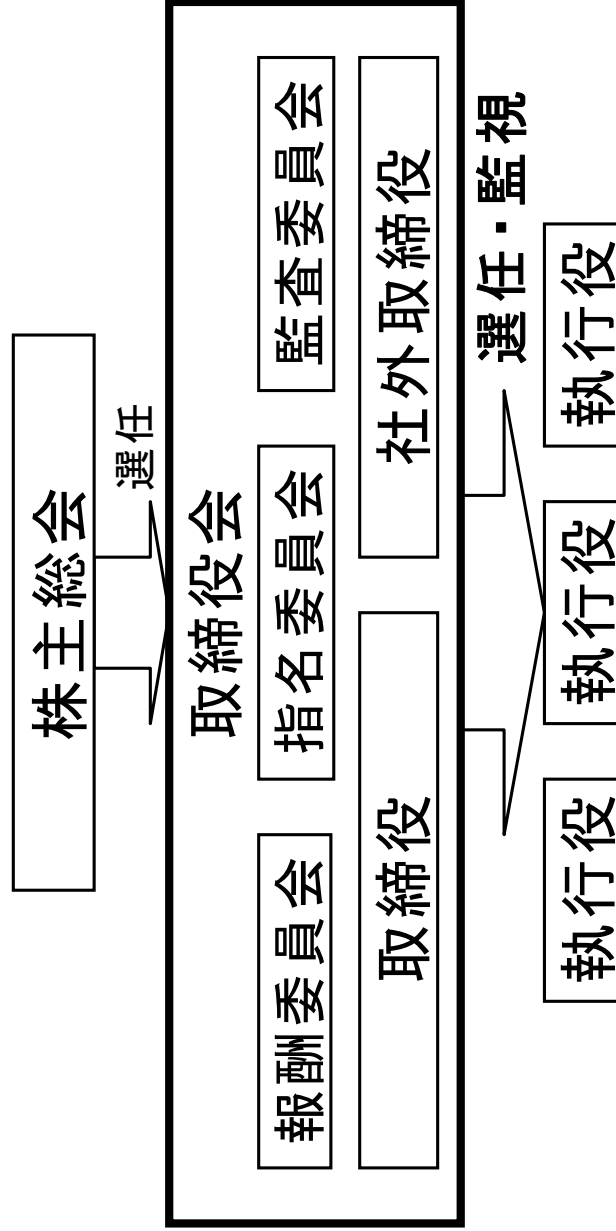 株主総会
選任
取締役会
報酬委員会
指名委員会
監査委員会
取締役
社外取締役
選任・監視
執行役
執行役
執行役